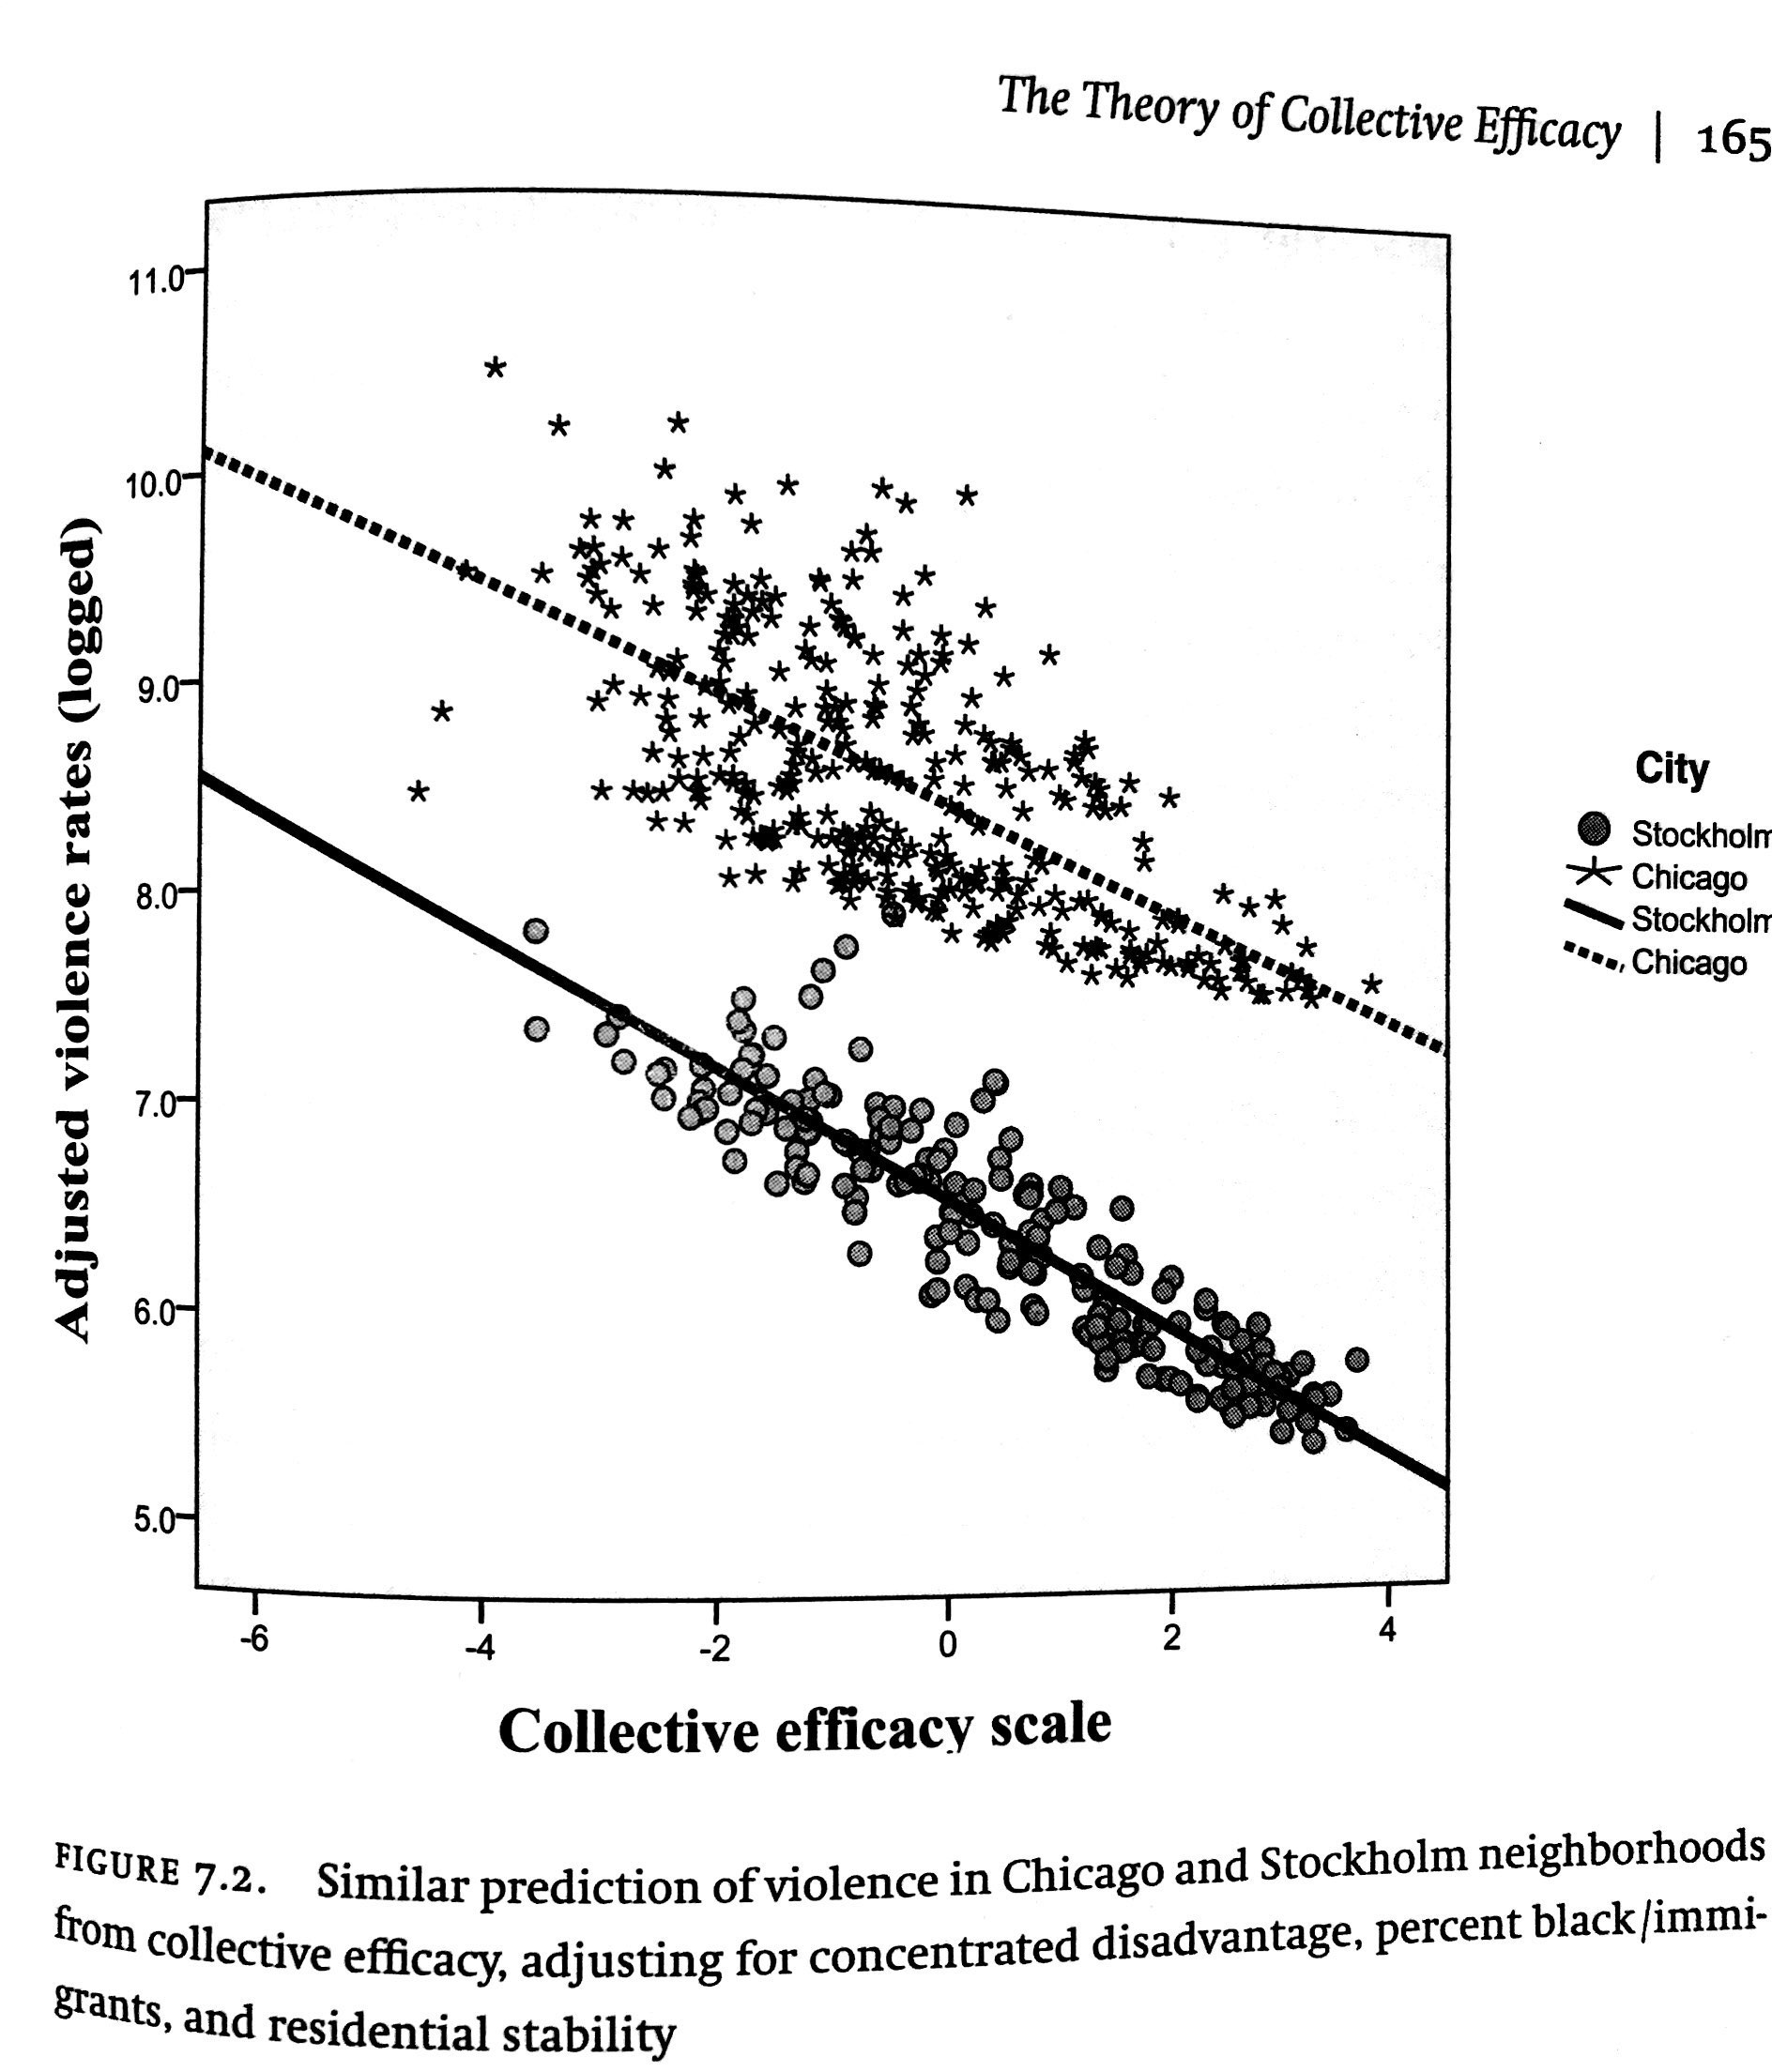 The Theory of Collective Efficacy | 165
11.0
10.0
9.0
8.0
7.0
6.0
5.0
Adjusted violence rates (logged)
-6 -4 -2 0 2 4
Collective efficacy scale
City
Stockholm
Chicago
Stockholm
Chicago
FIGURE 7.2. Similar prediction of violence in Chicago and Stockholm neighborhoods
from collective efficacy, adjusting for concentrated disadvantage, percent black/immi-
grants, and residential stability